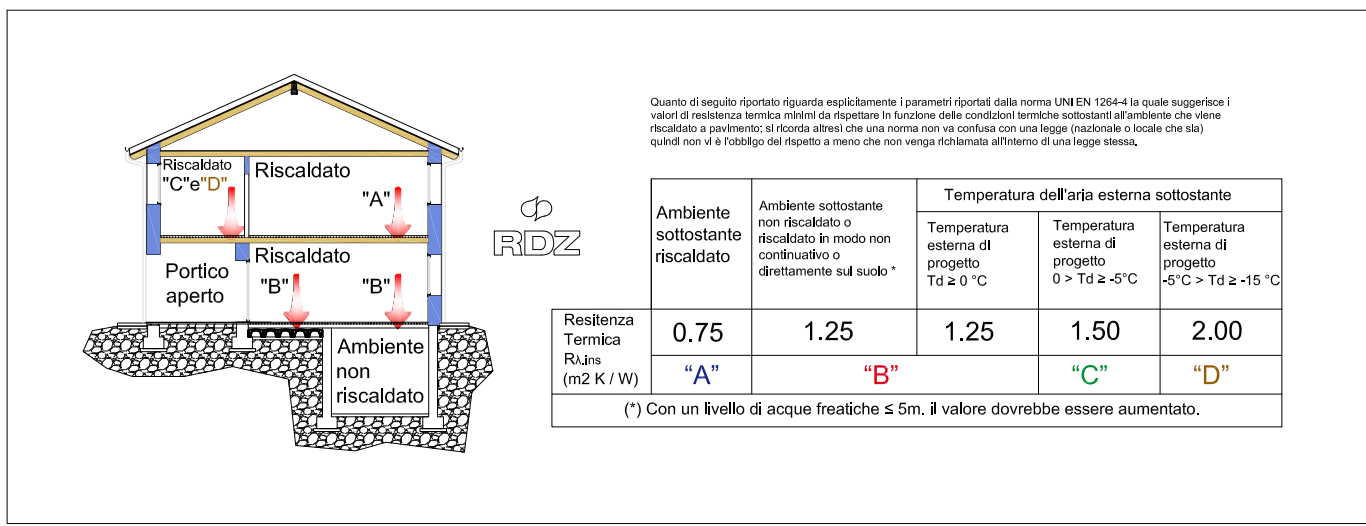 Quanto di seguito riportato riguarda esplicitamente i parametri riportati dalla norma UNI EN 1264-4 la quale suggerisce i
valori di resistenza termica minimi da rispettare in funzione delle condizioni termiche sottostanti all'ambiente che viene
riscaldato a pavimento; si ricorda altresì che una norma non va confusa con una legge (nazionale o locale che sia)
quindi non vi è l'obbligo del rispetto a meno che non venga richiamata all'interno di una legge stessa.
Riscaldato
"C"e"D"
Riscaldato
"A"
Portico
aperto
Riscaldato
"B"
"B"
Ambiente
non
riscaldato
RDZ
Ambiente
sottostante
riscaldato
Ambiente sottostante
non riscaldato o
riscaldato in modo non
continuativo o
direttamente sul suolo *
Temperatura dell'aria esterna sottostante
Temperatura
esterna di
progetto
Td ≥ 0 °C
Temperatura
esterna di
progetto
0 > Td ≥ -5°C
Temperatura
esterna di
progetto
-5°C > Td ≥ -15 °C
Resitenza
Termica
Rλ,ins
(m2 K / W)
0.75
1.25
1.25
1.50
2.00
“A”
“B”
“C”
“D”
(*) Con un livello di acque freatiche ≤ 5m. il valore dovrebbe essere aumentato.